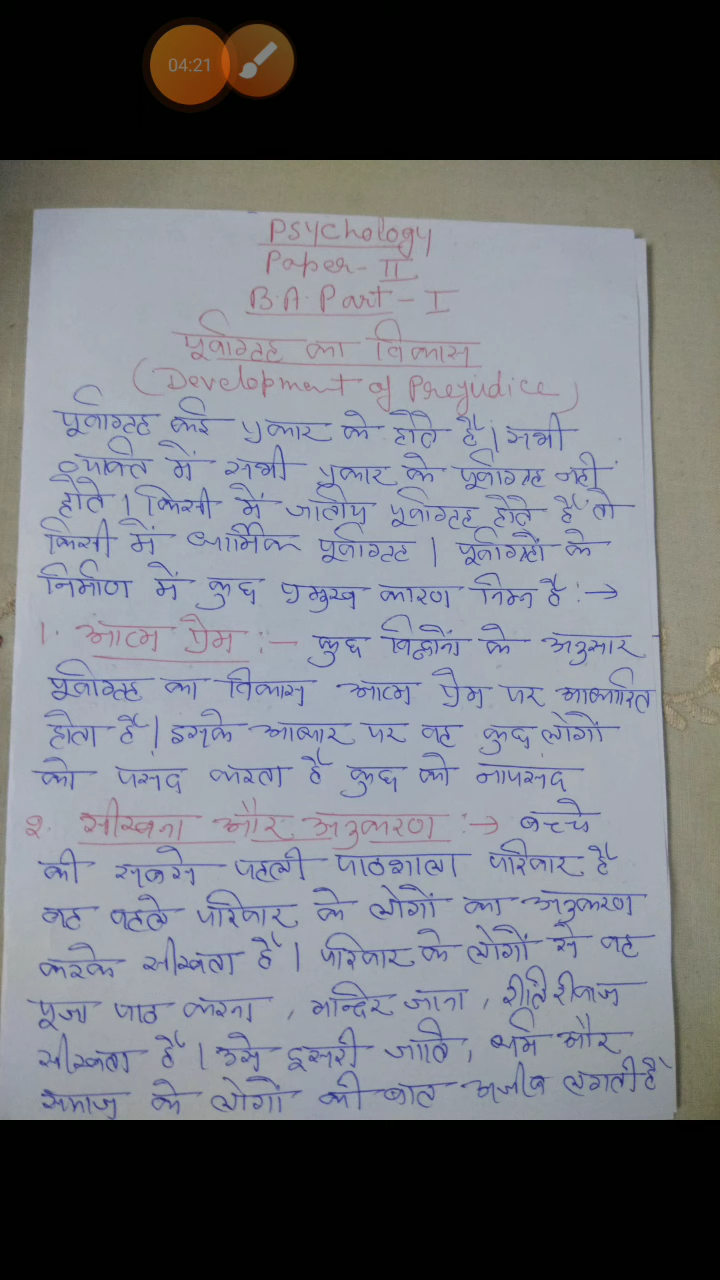 04:21
Psychology
Paper- II
B.A. Part - I
पूर्वाग्रह का विकास
(Development of Prejudice)
पूर्वाग्रह कई प्रकार के होते है। सभी
व्यक्ति में सभी प्रकार के पूर्वाग्रह नहीं
होते। किसी में जातीय पूर्वाग्रह होते है तो
किसी में धार्मिक पूर्वाग्रह। पूर्वाग्रहों के
निर्माण में कुछ प्रमुख कारण निम्न है :→
1. आत्म प्रेम :- कुछ विद्वानों के अनुसार
पूर्वाग्रह का विकास आत्म प्रेम पर आधारित
होता है। इसके आधार पर वह कुछ लोगों
को पसंद करता है कुछ को नापसंद
2. सीखना और अनुकरण :→ बच्चे
की सबसे पहली पाठशाला परिवार है
वह पहले परिवार के लोगों का अनुकरण
करके सीखता है। परिवार के लोगों से वह
पूजा पाठ करना, मन्दिर जाना, रीति रीवाज
सीखता है। उसे दूसरी जाति, धर्म और
समाज के लोगों की बात अजीब लगती है